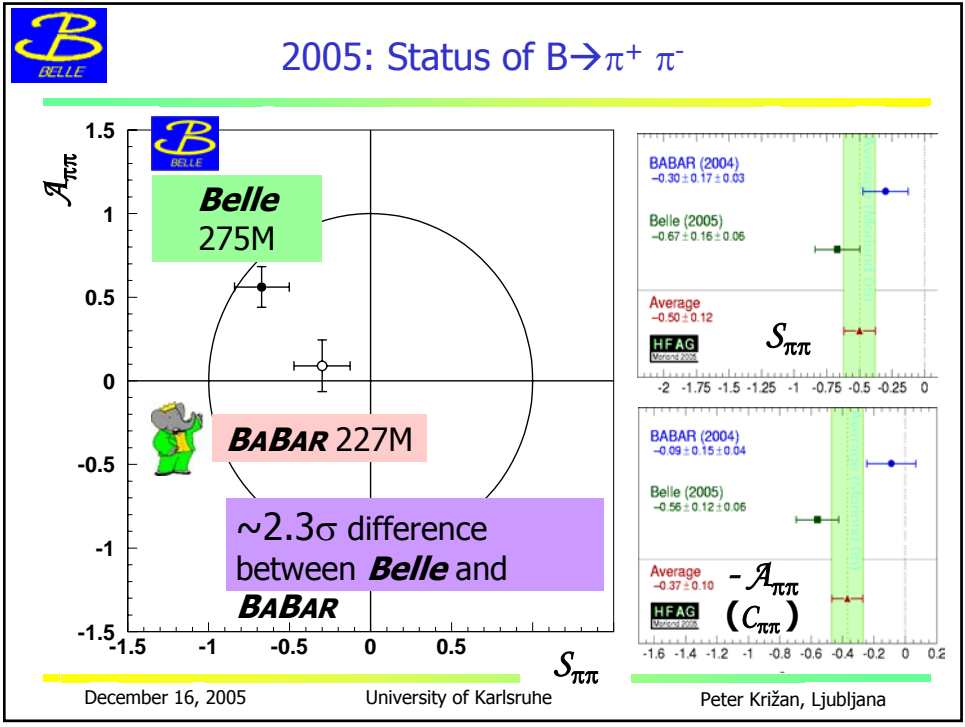 BELLE
2005: Status of B→π⁺ π⁻
𝒜ππ
1.5
1
0.5
0
-0.5
-1
-1.5
BELLE
Belle
275M
BABAR 227M
~2.3σ difference
between Belle and
BABAR
-1.5 -1 -0.5 0 0.5
Sππ
BABAR (2004)
−0.30 ± 0.17 ± 0.03
Belle (2005)
−0.67 ± 0.16 ± 0.06
Average
−0.50 ± 0.12
HFAG
Moriond 2005
Sππ
-2 -1.75 -1.5 -1.25 -1 -0.75 -0.5 -0.25 0
BABAR (2004)
−0.09 ± 0.15 ± 0.04
Belle (2005)
−0.56 ± 0.12 ± 0.06
Average
−0.37 ± 0.10
HFAG
Moriond 2005
- 𝒜ππ
(Cππ)
-1.6 -1.4 -1.2 -1 -0.8 -0.6 -0.4 -0.2 0 0.2
December 16, 2005
University of Karlsruhe
Peter Križan, Ljubljana